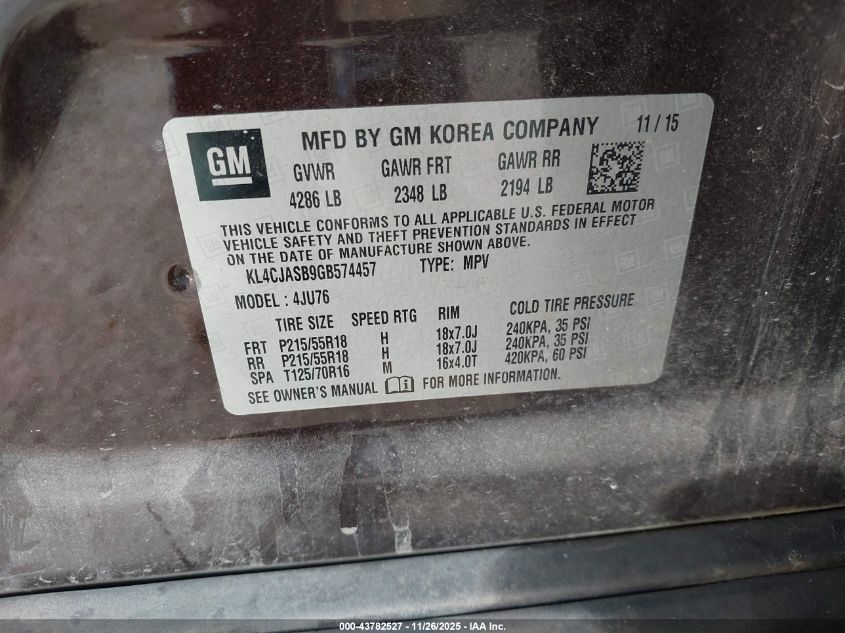 GM
MFD BY GM KOREA COMPANY 11 / 15
GVWR GAWR FRT GAWR RR
4286 LB 2348 LB 2194 LB
THIS VEHICLE CONFORMS TO ALL APPLICABLE U.S. FEDERAL MOTOR
VEHICLE SAFETY AND THEFT PREVENTION STANDARDS IN EFFECT
ON THE DATE OF MANUFACTURE SHOWN ABOVE.
KL4CJASB9GB574457 TYPE: MPV
MODEL : 4JU76
TIRE SIZE SPEED RTG RIM COLD TIRE PRESSURE
FRT P215/55R18 H 18x7.0J 240KPA, 35 PSI
RR P215/55R18 H 18x7.0J 240KPA, 35 PSI
SPA T125/70R16 M 16x4.0T 420KPA, 60 PSI
SEE OWNER'S MANUAL FOR MORE INFORMATION.
000-43782527 - 11/26/2025 - IAA Inc.